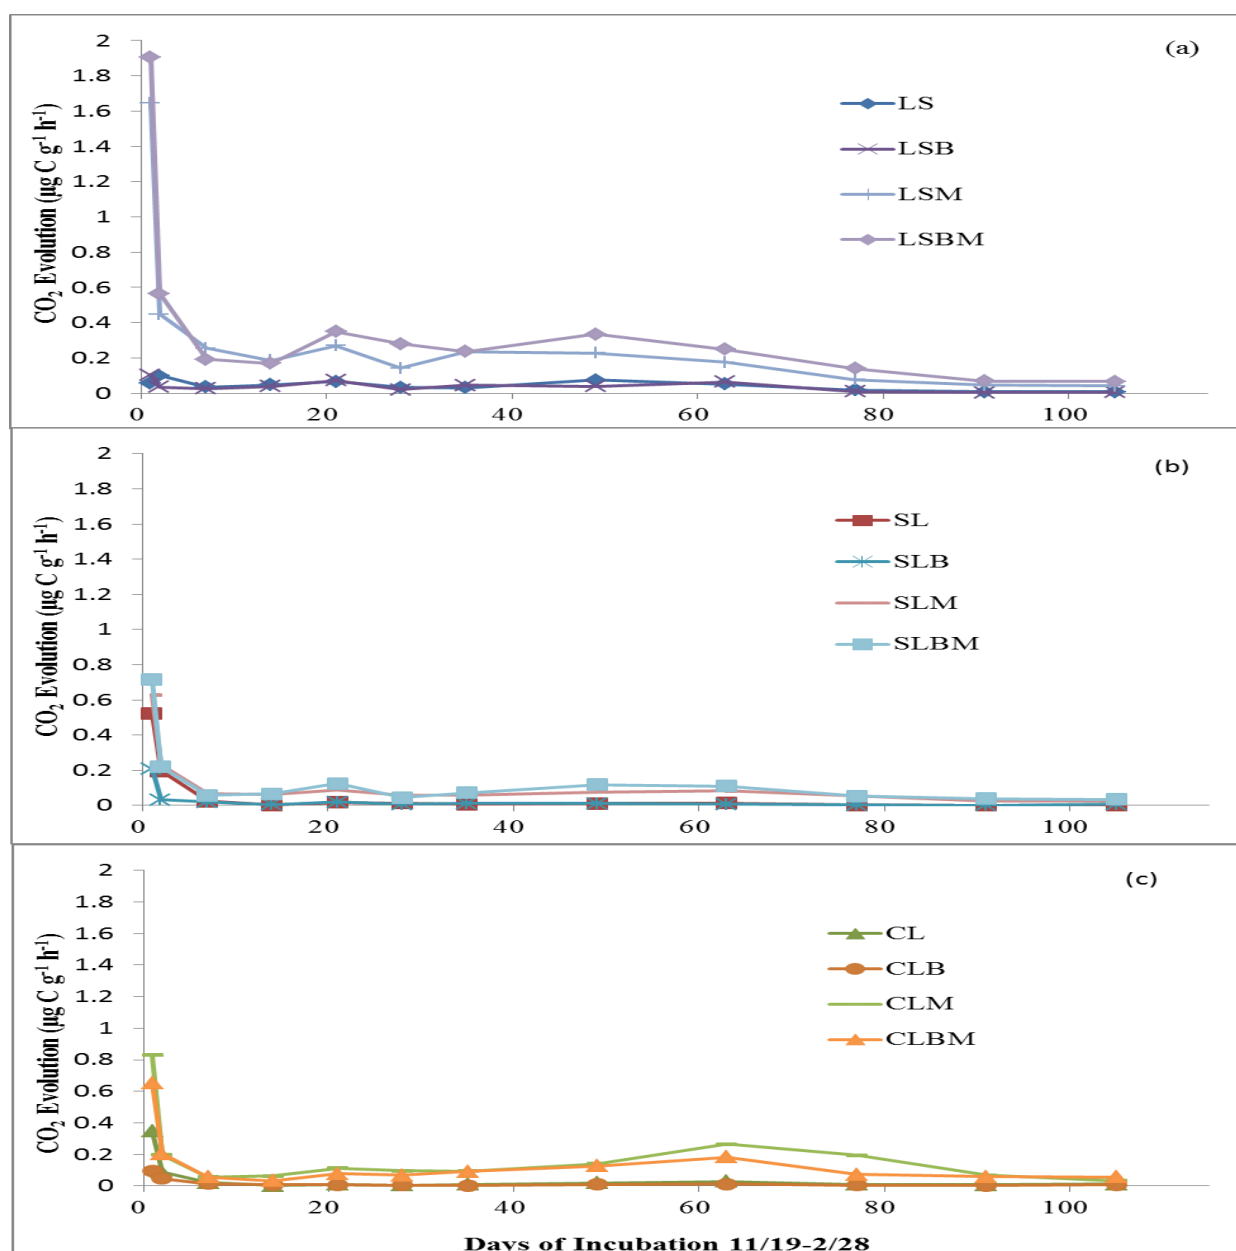 (a)
2
1.8
1.6
1.4
1.2
1
0.8
0.6
0.4
0.2
0
CO₂ Evolution (µg C g⁻¹ h⁻¹)
LS
LSB
LSM
LSBM
0 20 40 60 80 100
(b)
2
1.8
1.6
1.4
1.2
1
0.8
0.6
0.4
0.2
0
CO₂ Evolution (µg C g⁻¹ h⁻¹)
SL
SLB
SLM
SLBM
0 20 40 60 80 100
(c)
2
1.8
1.6
1.4
1.2
1
0.8
0.6
0.4
0.2
0
CO₂ Evolution (µg C g⁻¹ h⁻¹)
CL
CLB
CLM
CLBM
0 20 40 60 80 100
Days of Incubation 11/19-2/28